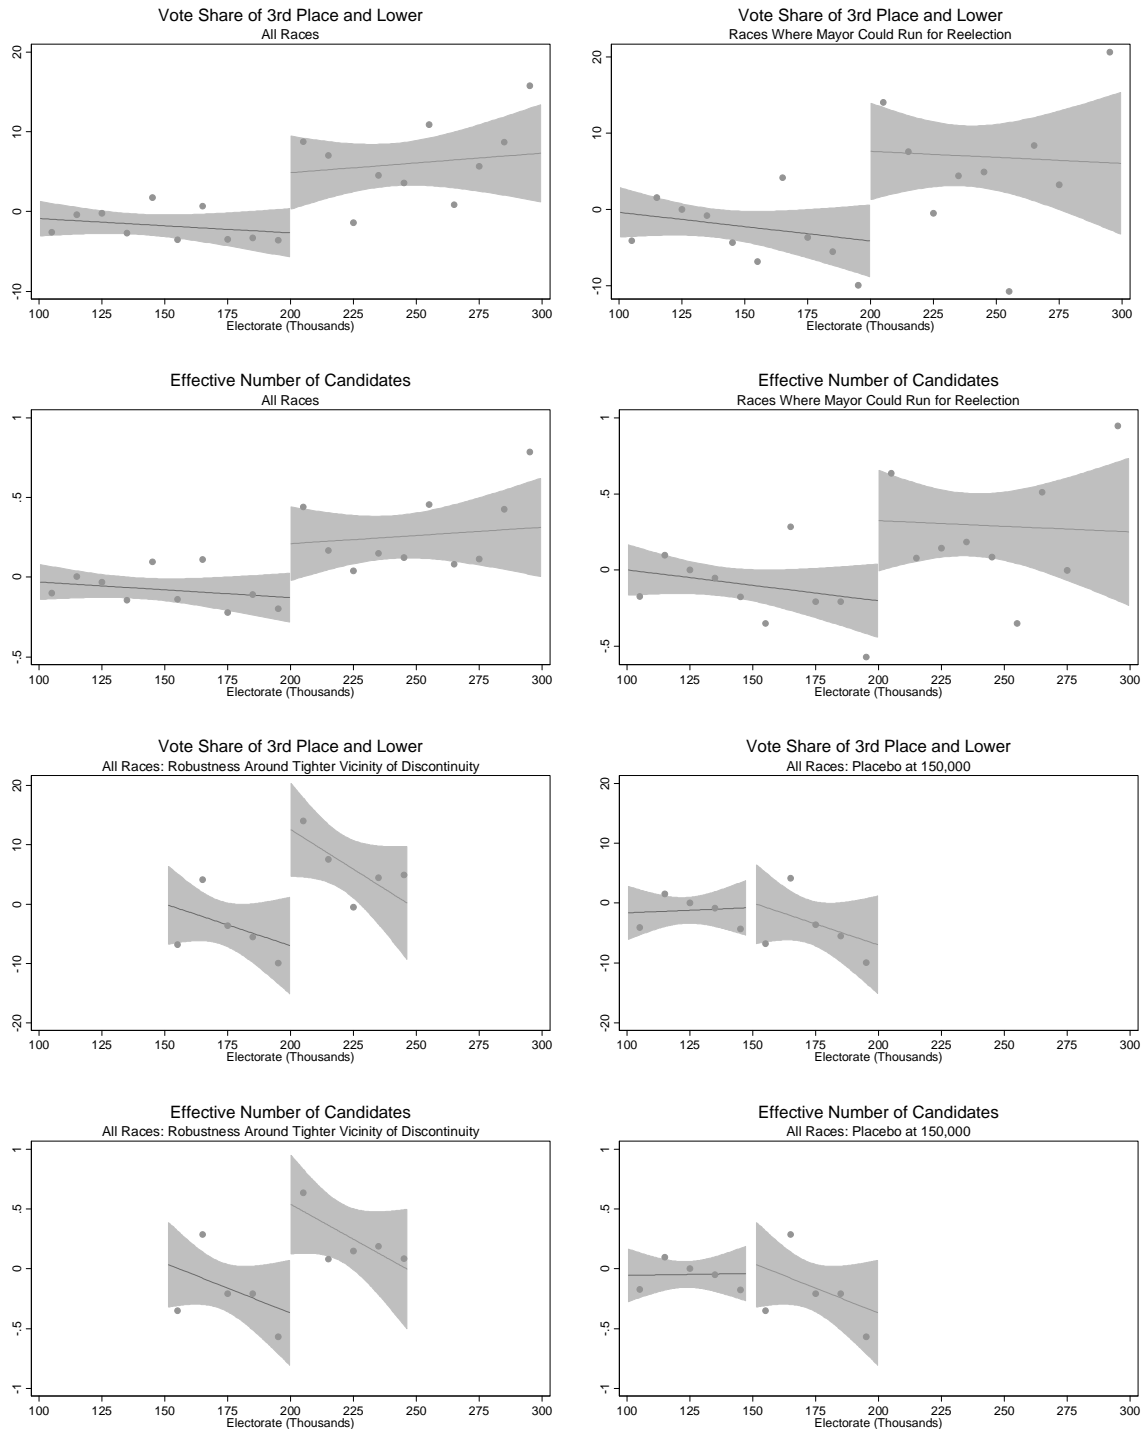 Vote Share of 3rd Place and Lower
All Races
20
10
0
-10
100 125 150 175 200 225 250 275 300
Electorate (Thousands)
Vote Share of 3rd Place and Lower
Races Where Mayor Could Run for Reelection
20
10
0
-10
100 125 150 175 200 225 250 275 300
Electorate (Thousands)
Effective Number of Candidates
All Races
1
.5
0
-.5
100 125 150 175 200 225 250 275 300
Electorate (Thousands)
Effective Number of Candidates
Races Where Mayor Could Run for Reelection
1
.5
0
-.5
100 125 150 175 200 225 250 275 300
Electorate (Thousands)
Vote Share of 3rd Place and Lower
All Races: Robustness Around Tighter Vicinity of Discontinuity
20
10
0
-10
-20
100 125 150 175 200 225 250 275 300
Electorate (Thousands)
Vote Share of 3rd Place and Lower
All Races: Placebo at 150,000
20
10
0
-10
-20
100 125 150 175 200 225 250 275 300
Electorate (Thousands)
Effective Number of Candidates
All Races: Robustness Around Tighter Vicinity of Discontinuity
1
.5
0
-.5
-1
100 125 150 175 200 225 250 275 300
Electorate (Thousands)
Effective Number of Candidates
All Races: Placebo at 150,000
1
.5
0
-.5
-1
100 125 150 175 200 225 250 275 300
Electorate (Thousands)